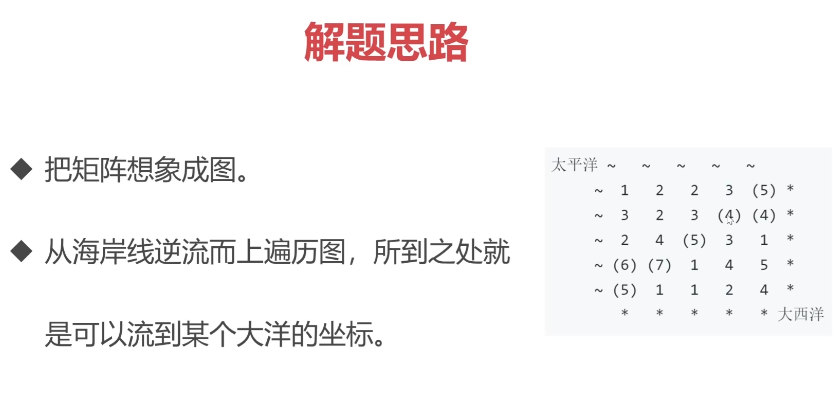 解题思路
◆ 把矩阵想象成图。
◆ 从海岸线逆流而上遍历图，所到之处就
是可以流到某个大洋的坐标。
太平洋 ~ ~ ~ ~ ~
~ 1 2 2 3 (5) *
~ 3 2 3 (4) (4) *
~ 2 4 (5) 3 1 *
~ (6) (7) 1 4 5 *
~ (5) 1 1 2 4 *
* * * * * 大西洋